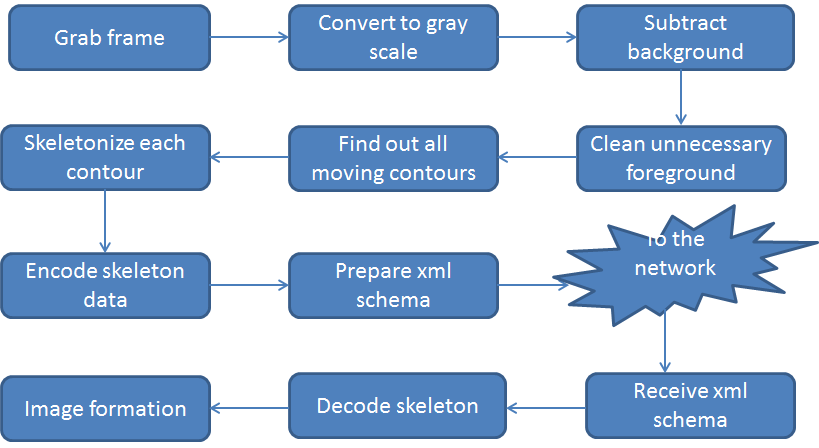 Grab frame
Convert to gray
scale
Subtract
background
Clean unnecessary
foreground
Find out all
moving contours
Skeletonize each
contour
Encode skeleton
data
Prepare xml
schema
To the
network
Receive xml
schema
Decode skeleton
Image formation